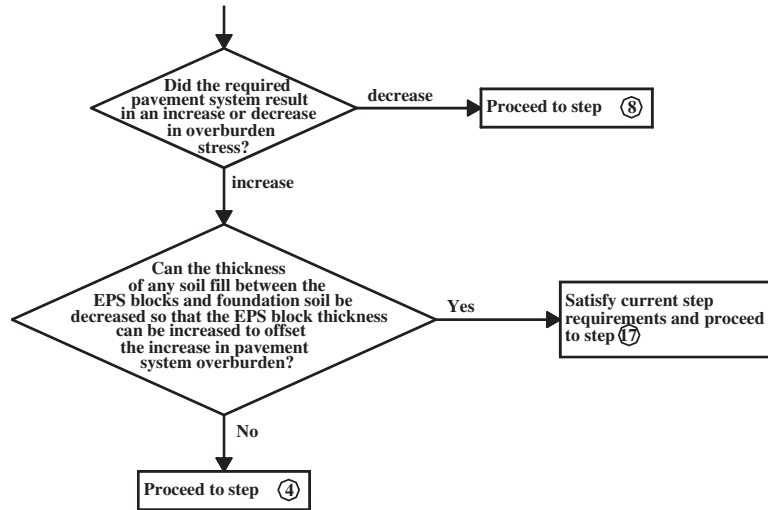 Did the required
pavement system result
in an increase or decrease
in overburden
stress?
decrease
Proceed to step 8
increase
Can the thickness
of any soil fill between the
EPS blocks and foundation soil be
decreased so that the EPS block thickness
can be increased to offset
the increase in pavement
system overburden?
Yes
Satisfy current step
requirements and proceed
to step 17
No
Proceed to step 4